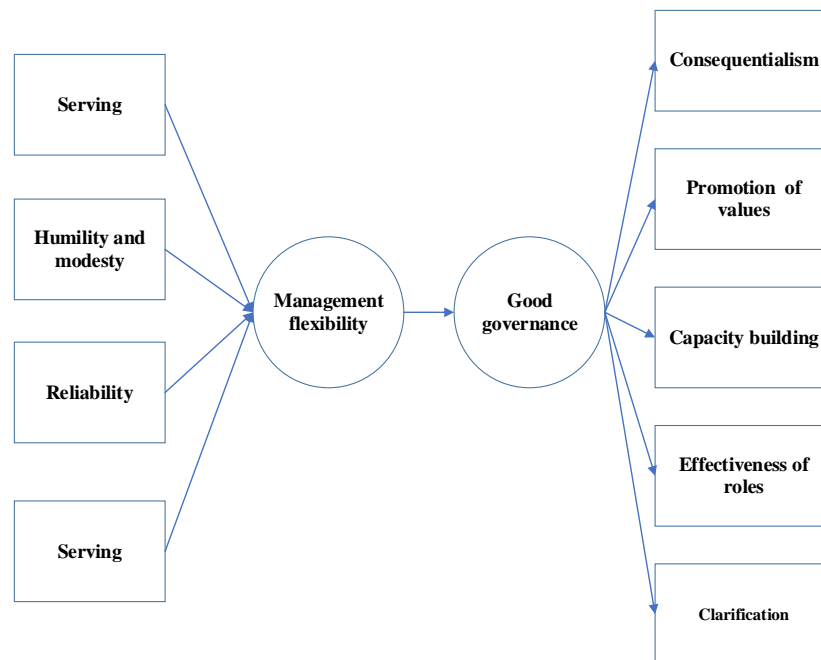 Serving
Humility and
modesty
Reliability
Serving
Management
flexibility
Good
governance
Consequentialism
Promotion of
values
Capacity building
Effectiveness of
roles
Clarification